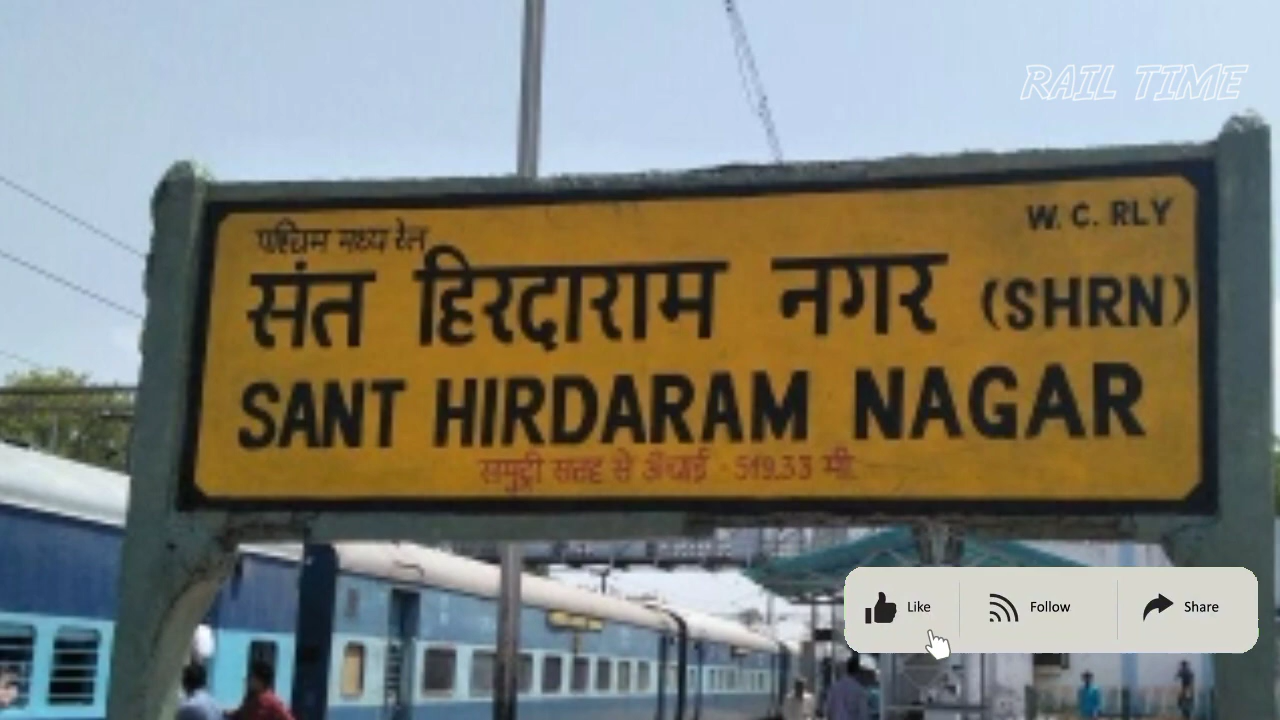 RAIL TIME
पश्चिम मध्य रेल
W. C. RLY
संत हिरदाराम नगर (SHRN)
SANT HIRDARAM NAGAR
समुद्री सतह से ऊंचाई - 519.33 मी.
Like
Follow
Share